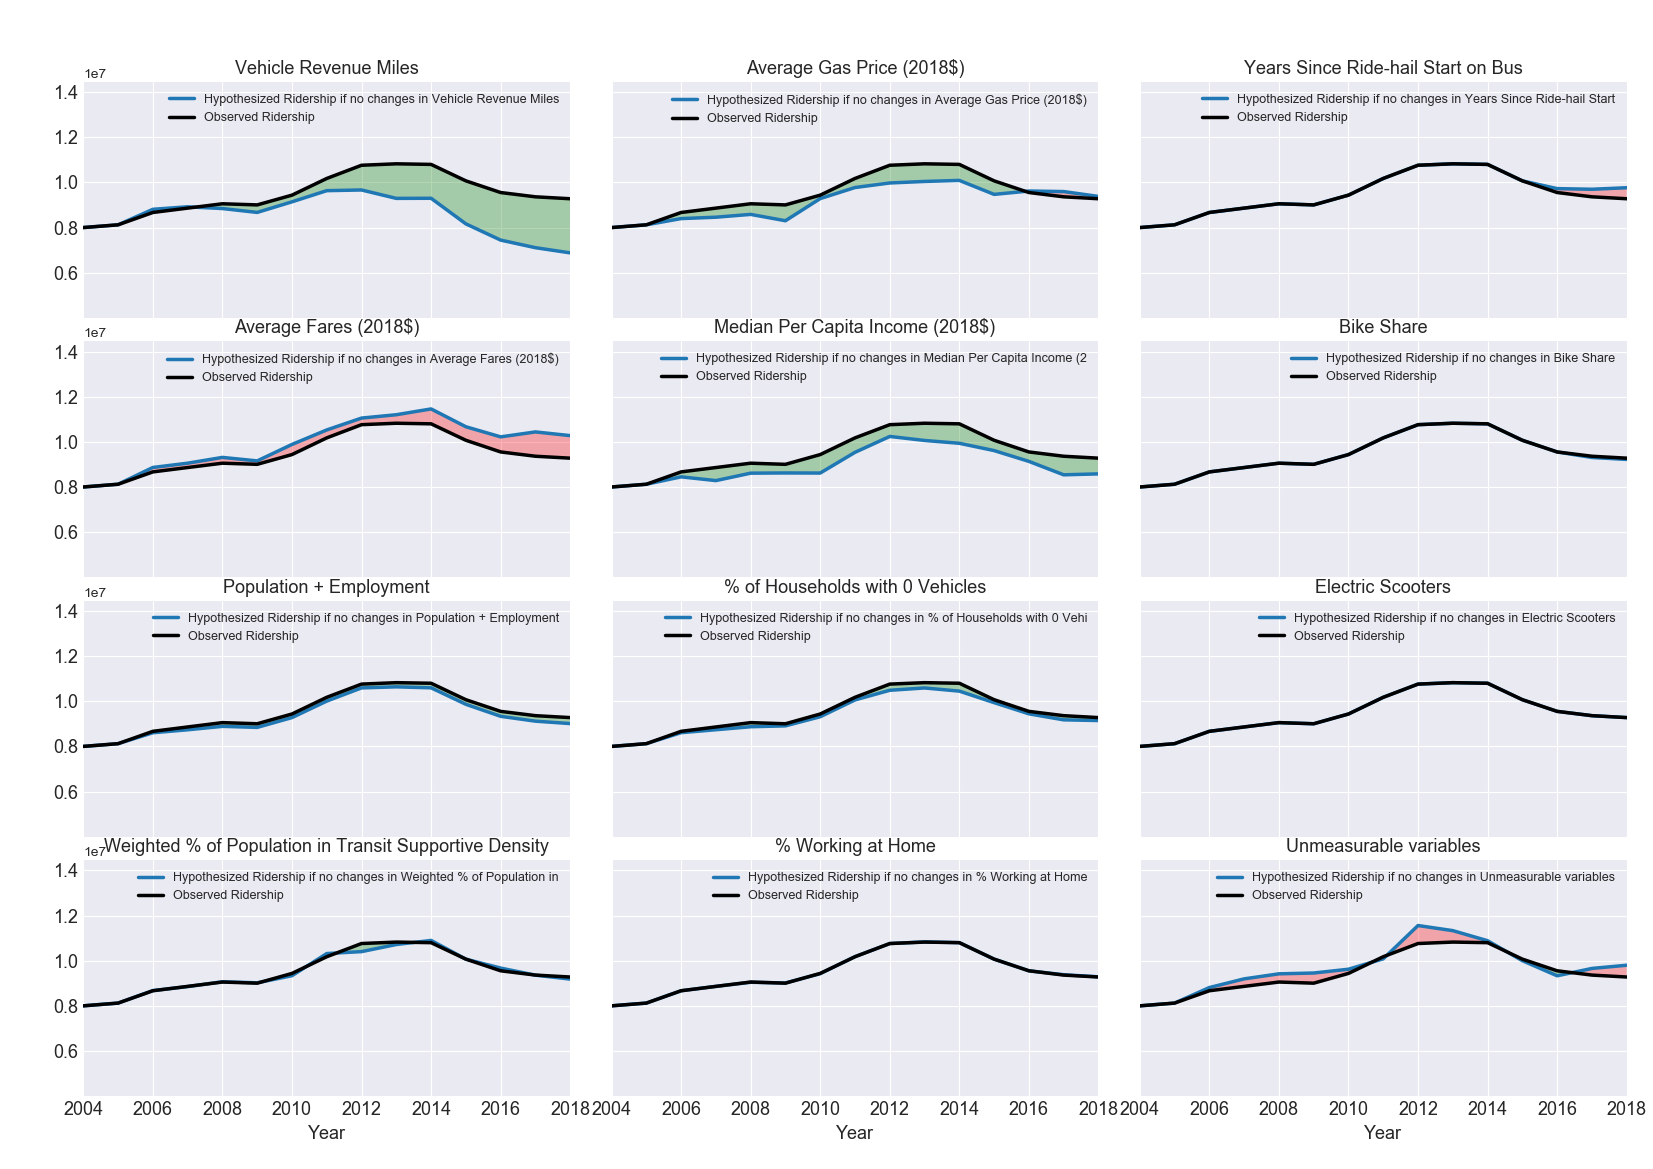 Vehicle Revenue Miles
1e7
Hypothesized Ridership if no changes in Vehicle Revenue Miles
Observed Ridership
1.4
1.2
1.0
0.8
0.6
Average Gas Price (2018$)
Hypothesized Ridership if no changes in Average Gas Price (2018$)
Observed Ridership
Years Since Ride-hail Start on Bus
Hypothesized Ridership if no changes in Years Since Ride-hail Start
Observed Ridership
Average Fares (2018$)
1e7
Hypothesized Ridership if no changes in Average Fares (2018$)
Observed Ridership
1.4
1.2
1.0
0.8
0.6
Median Per Capita Income (2018$)
Hypothesized Ridership if no changes in Median Per Capita Income (2
Observed Ridership
Bike Share
Hypothesized Ridership if no changes in Bike Share
Observed Ridership
Population + Employment
1e7
Hypothesized Ridership if no changes in Population + Employment
Observed Ridership
1.4
1.2
1.0
0.8
0.6
% of Households with 0 Vehicles
Hypothesized Ridership if no changes in % of Households with 0 Vehi
Observed Ridership
Electric Scooters
Hypothesized Ridership if no changes in Electric Scooters
Observed Ridership
Weighted % of Population in Transit Supportive Density
1e7
Hypothesized Ridership if no changes in Weighted % of Population in
Observed Ridership
1.4
1.2
1.0
0.8
0.6
2004 2006 2008 2010 2012 2014 2016 2018
Year
% Working at Home
Hypothesized Ridership if no changes in % Working at Home
Observed Ridership
2004 2006 2008 2010 2012 2014 2016 2018
Year
Unmeasurable variables
Hypothesized Ridership if no changes in Unmeasurable variables
Observed Ridership
2004 2006 2008 2010 2012 2014 2016 2018
Year